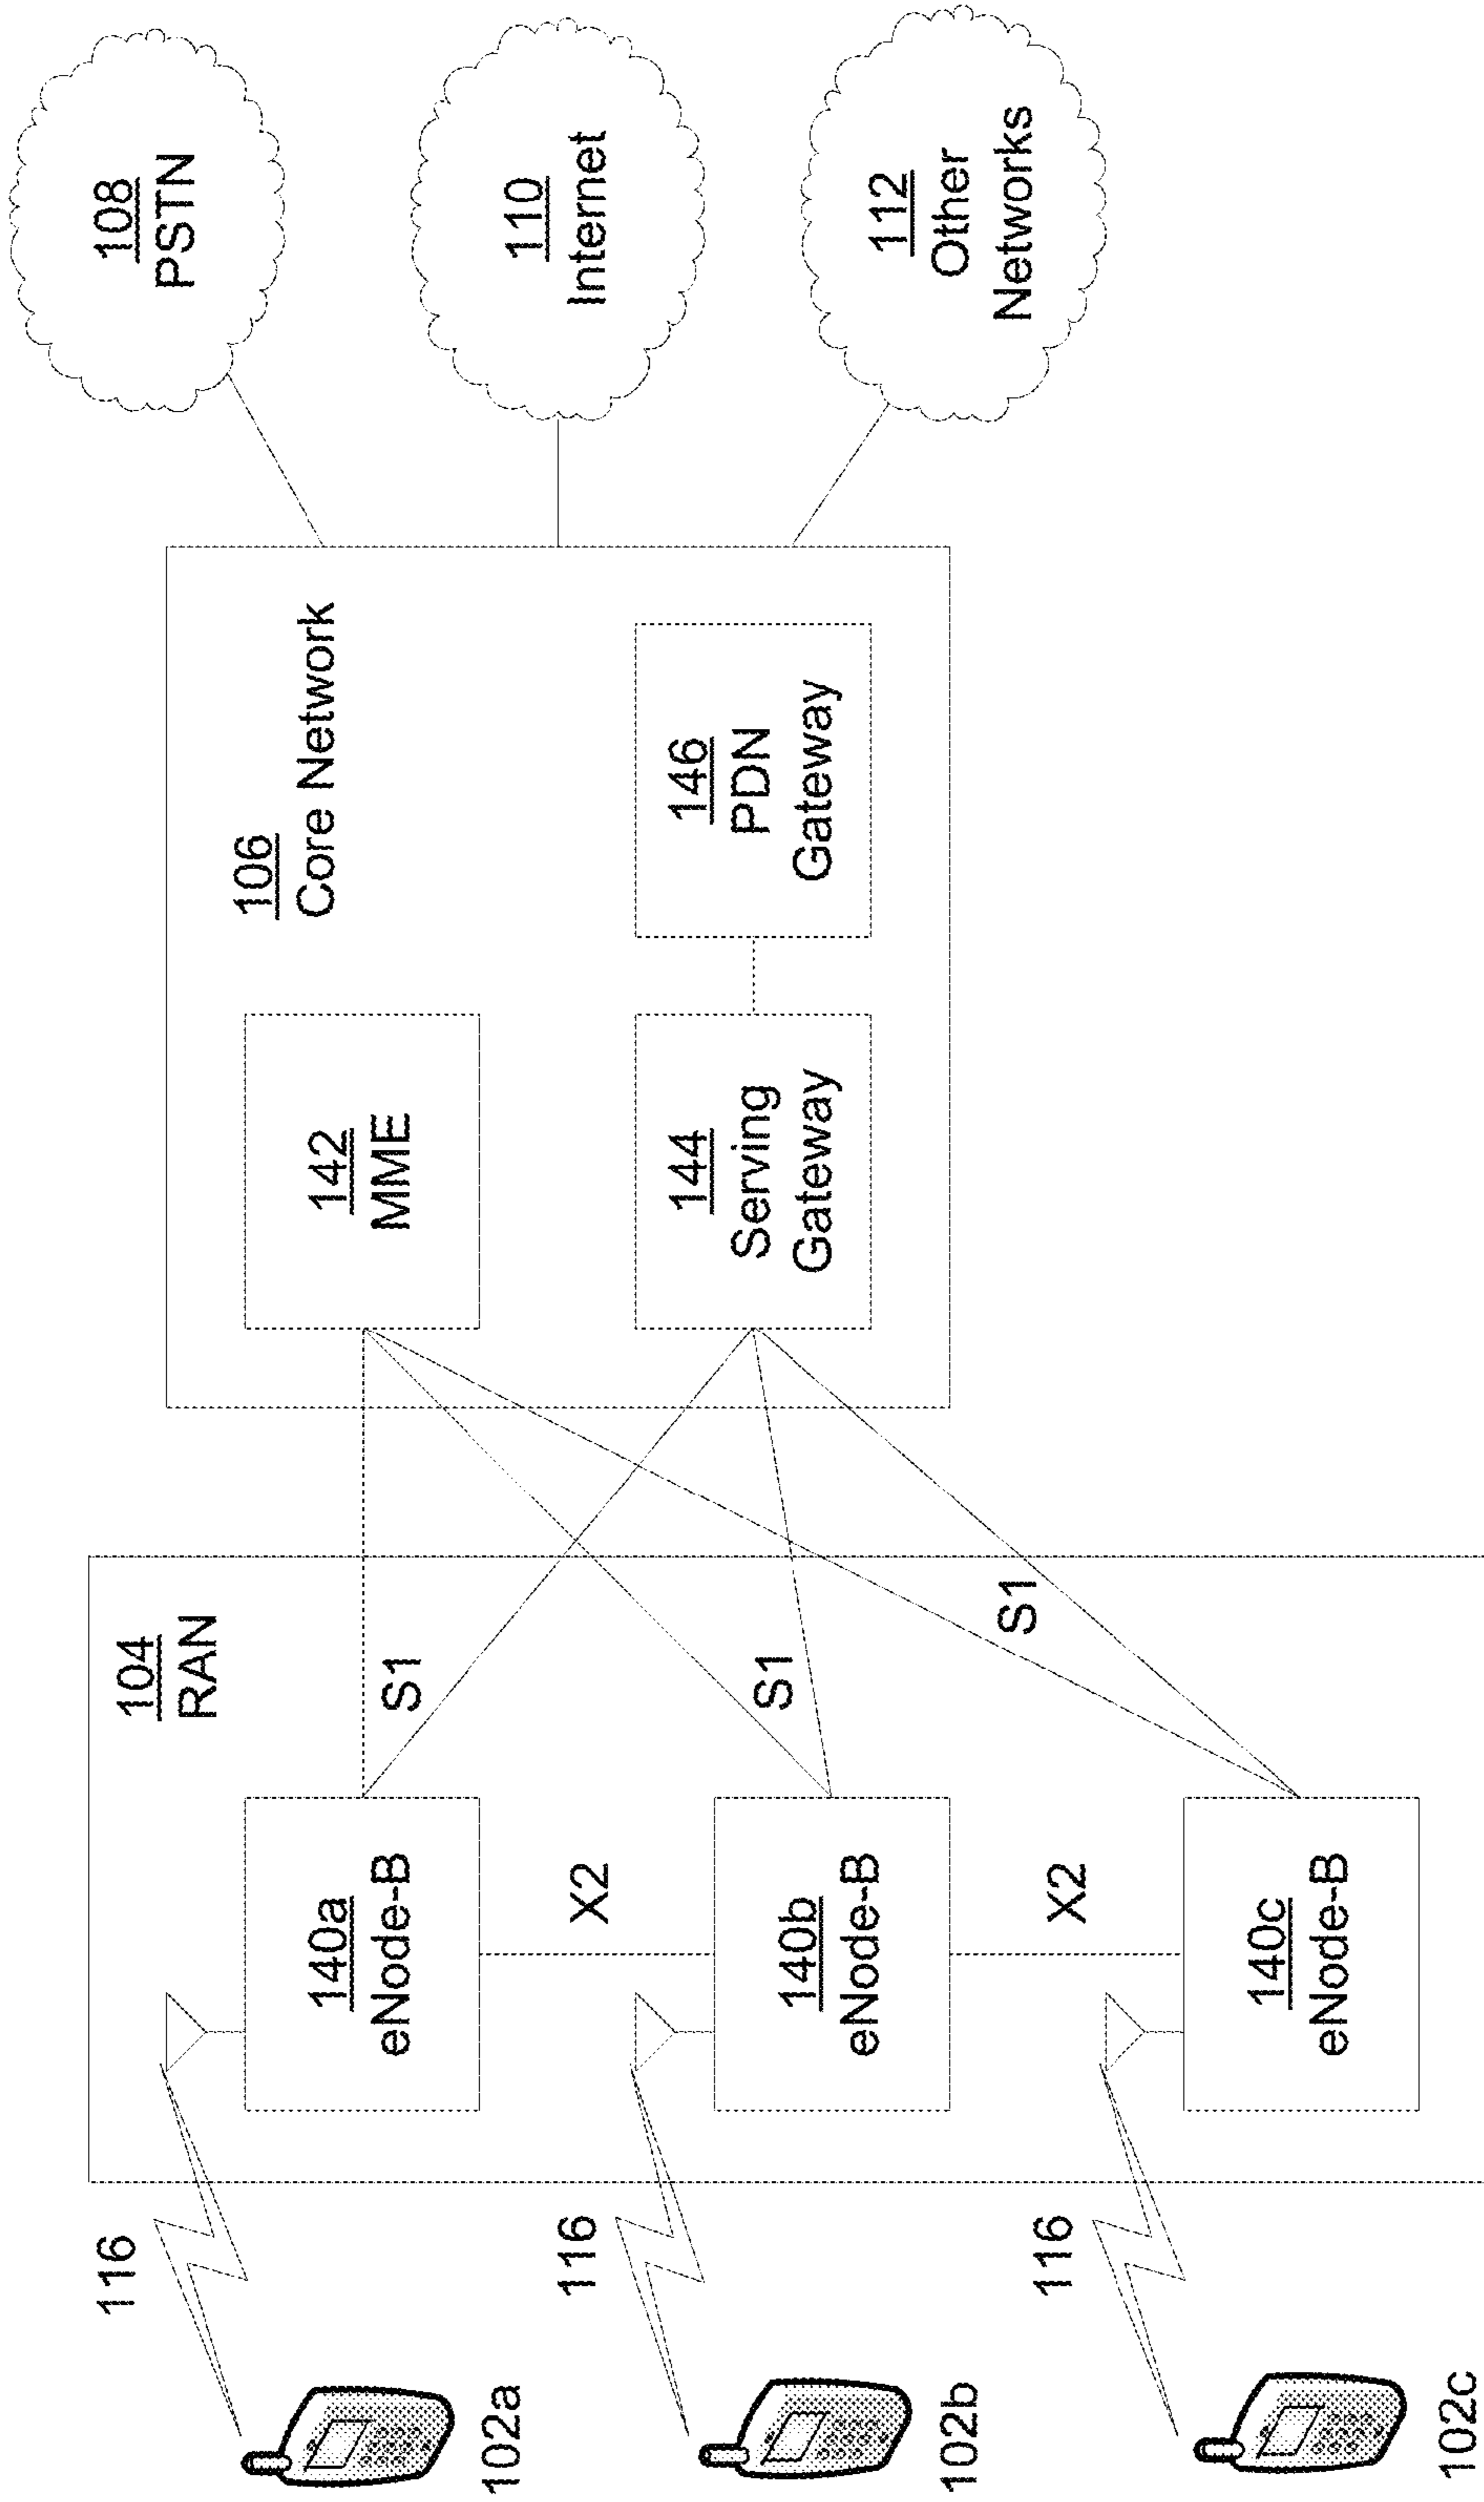 116
102a
116
102b
116
102c
104
RAN
140a
eNode-B
X2
140b
eNode-B
X2
140c
eNode-B
S1
S1
S1
106
Core Network
142
MME
144
Serving
Gateway
146
PDN
Gateway
108
PSTN
110
Internet
112
Other
Networks